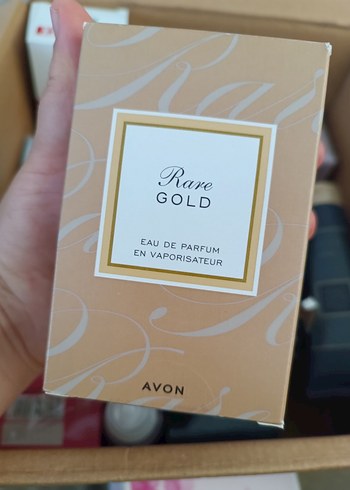 Rare
GOLD
EAU DE PARFUM
EN VAPORISATEUR
AVON